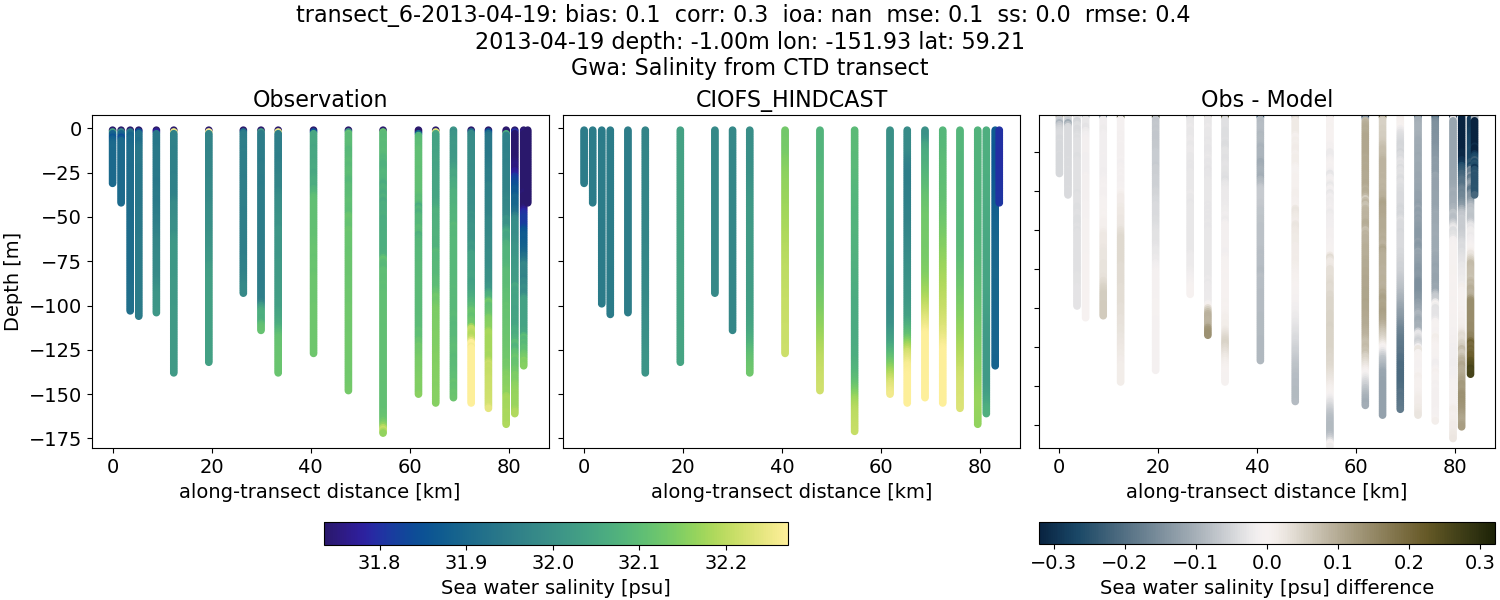 transect_6-2013-04-19: bias: 0.1  corr: 0.3  ioa: nan  mse: 0.1  ss: 0.0  rmse: 0.4
2013-04-19 depth: -1.00m lon: -151.93 lat: 59.21
Gwa: Salinity from CTD transect
Observation
CIOFS_HINDCAST
Obs - Model
Depth [m]
0
−25
−50
−75
−100
−125
−150
−175
0 20 40 60 80
0 20 40 60 80
0 20 40 60 80
along-transect distance [km]
along-transect distance [km]
along-transect distance [km]
31.8 31.9 32.0 32.1 32.2
Sea water salinity [psu]
−0.3 −0.2 −0.1 0.0 0.1 0.2 0.3
Sea water salinity [psu] difference